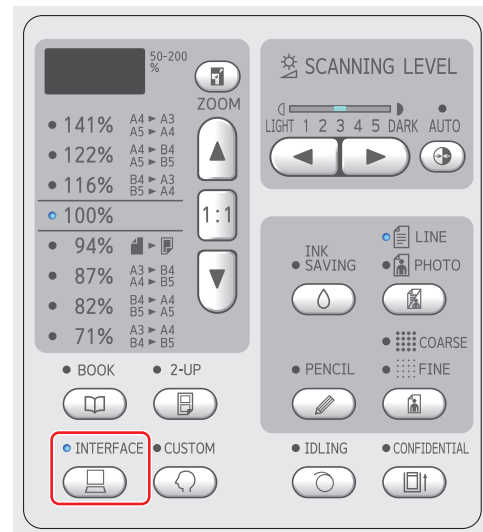 50-200
%
ZOOM
141% A4 ► A3
A5 ► A4
122% A4 ► B4
A5 ► B5
116% B4 ► A3
B5 ► A4
100%
94%
87% A3 ► B4
A4 ► B5
82% B4 ► A4
B5 ► A5
71% A3 ► A4
B4 ► B5
1:1
BOOK
2-UP
INTERFACE
CUSTOM
SCANNING LEVEL
LIGHT 1 2 3 4 5 DARK AUTO
INK
SAVING
LINE
PHOTO
COARSE
FINE
PENCIL
IDLING
CONFIDENTIAL